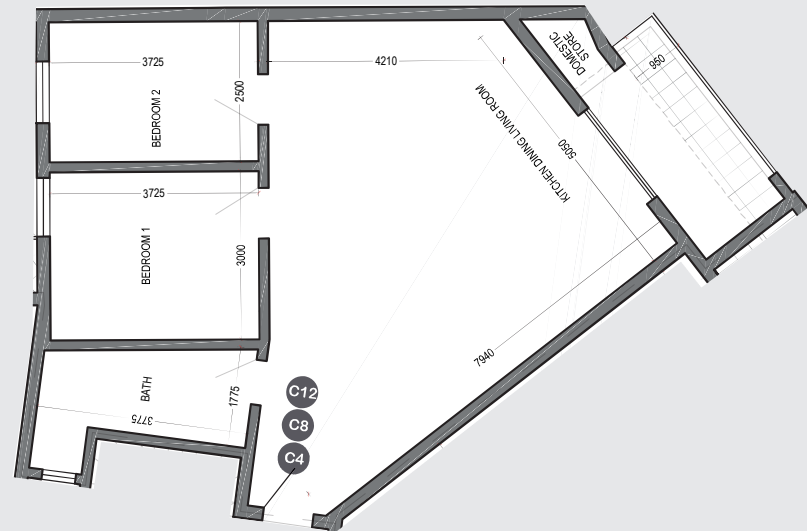 DOMESTIC
STORE
950
3725
4210
2500
BEDROOM 2
KITCHEN DINING LIVING ROOM
5050
3725
BEDROOM 1
3000
7940
BATH
1775
3775
C12
C8
C4